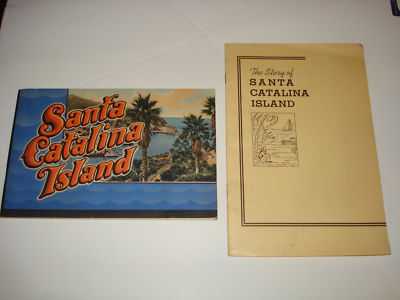 Santa
Catalina
Island
The Story of
SANTA
CATALINA
ISLAND